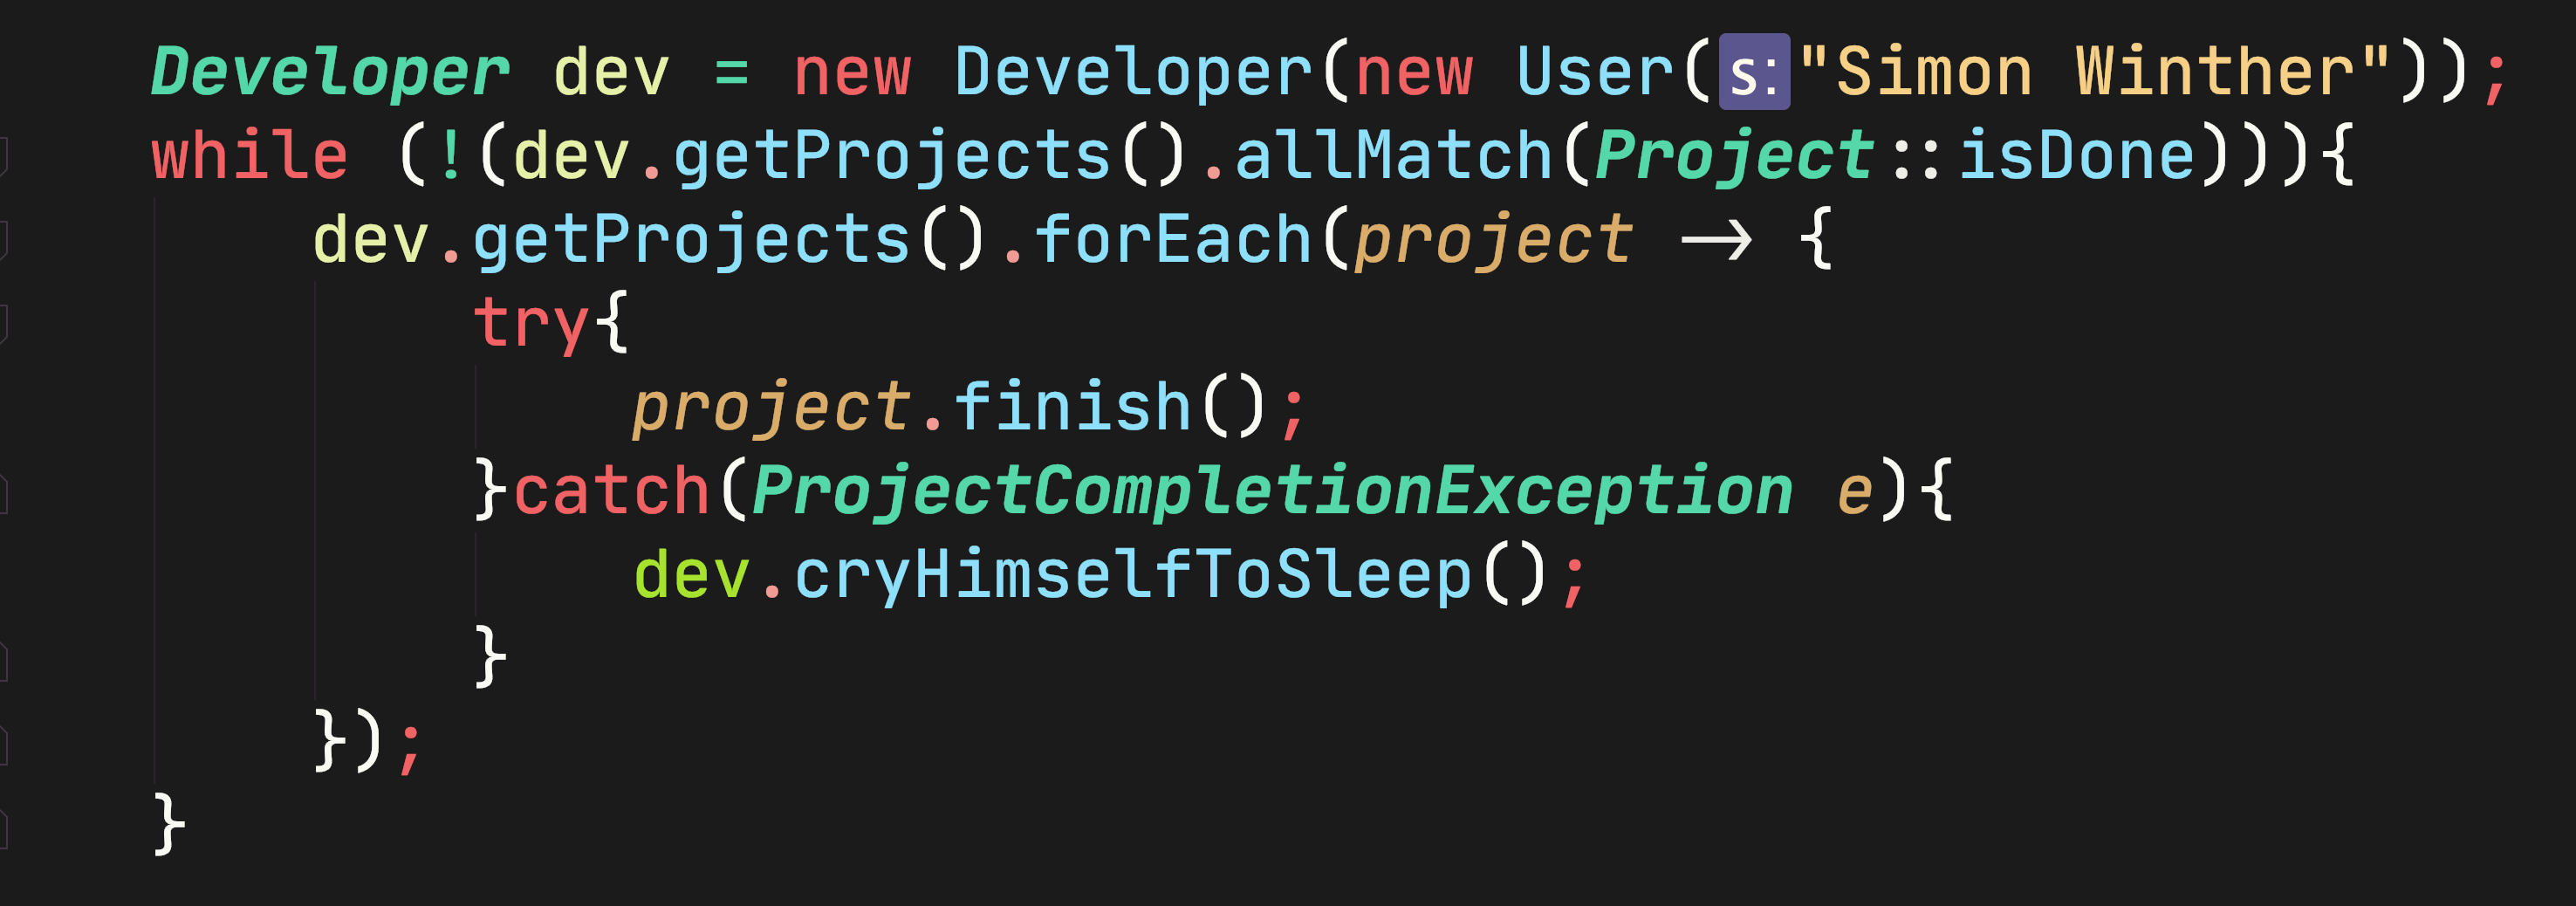 Developer dev = new Developer(new User(s:"Simon Winther"));
while (!(dev.getProjects().allMatch(Project::isDone))){
    dev.getProjects().forEach(project -> {
        try{
            project.finish();
        }catch(ProjectCompletionException e){
            dev.cryHimselfToSleep();
        }
    });
}